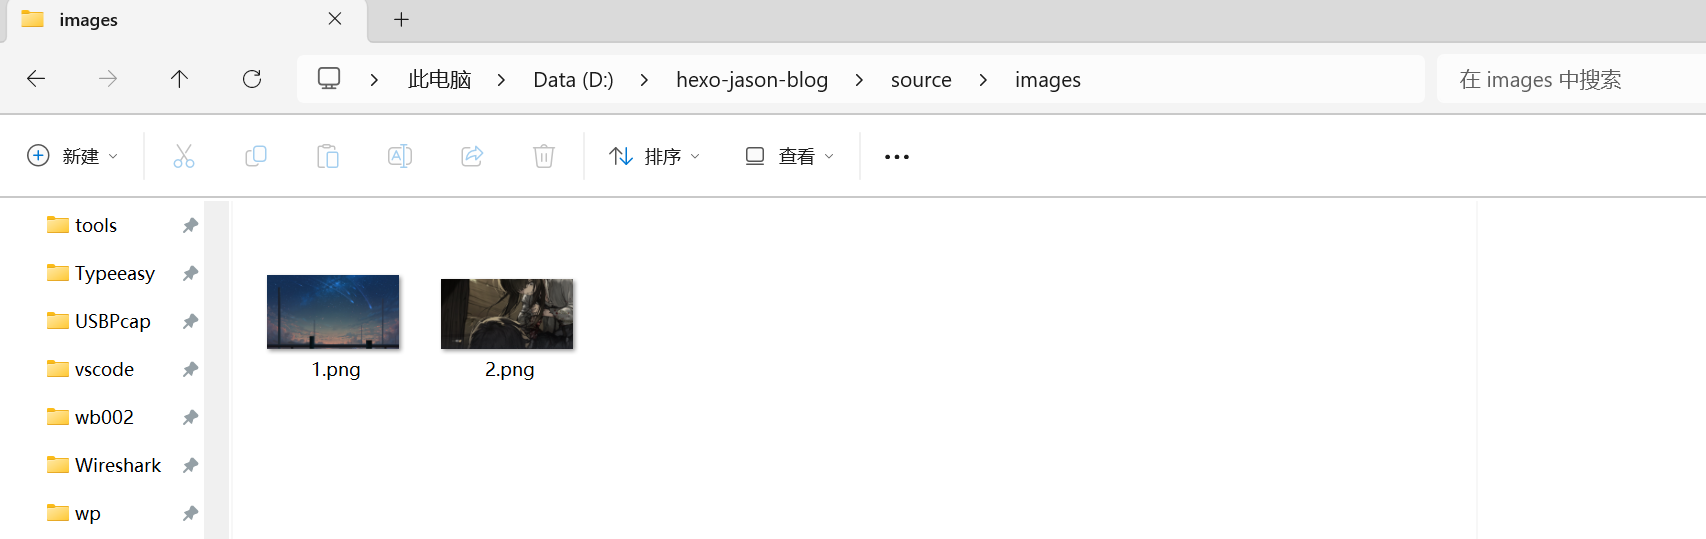 images
此电脑 Data (D:) hexo-jason-blog source images 在 images 中搜索
新建 排序 查看
tools
Typeeasy
USBPcap
vscode
wb002
Wireshark
wp
1.png 2.png